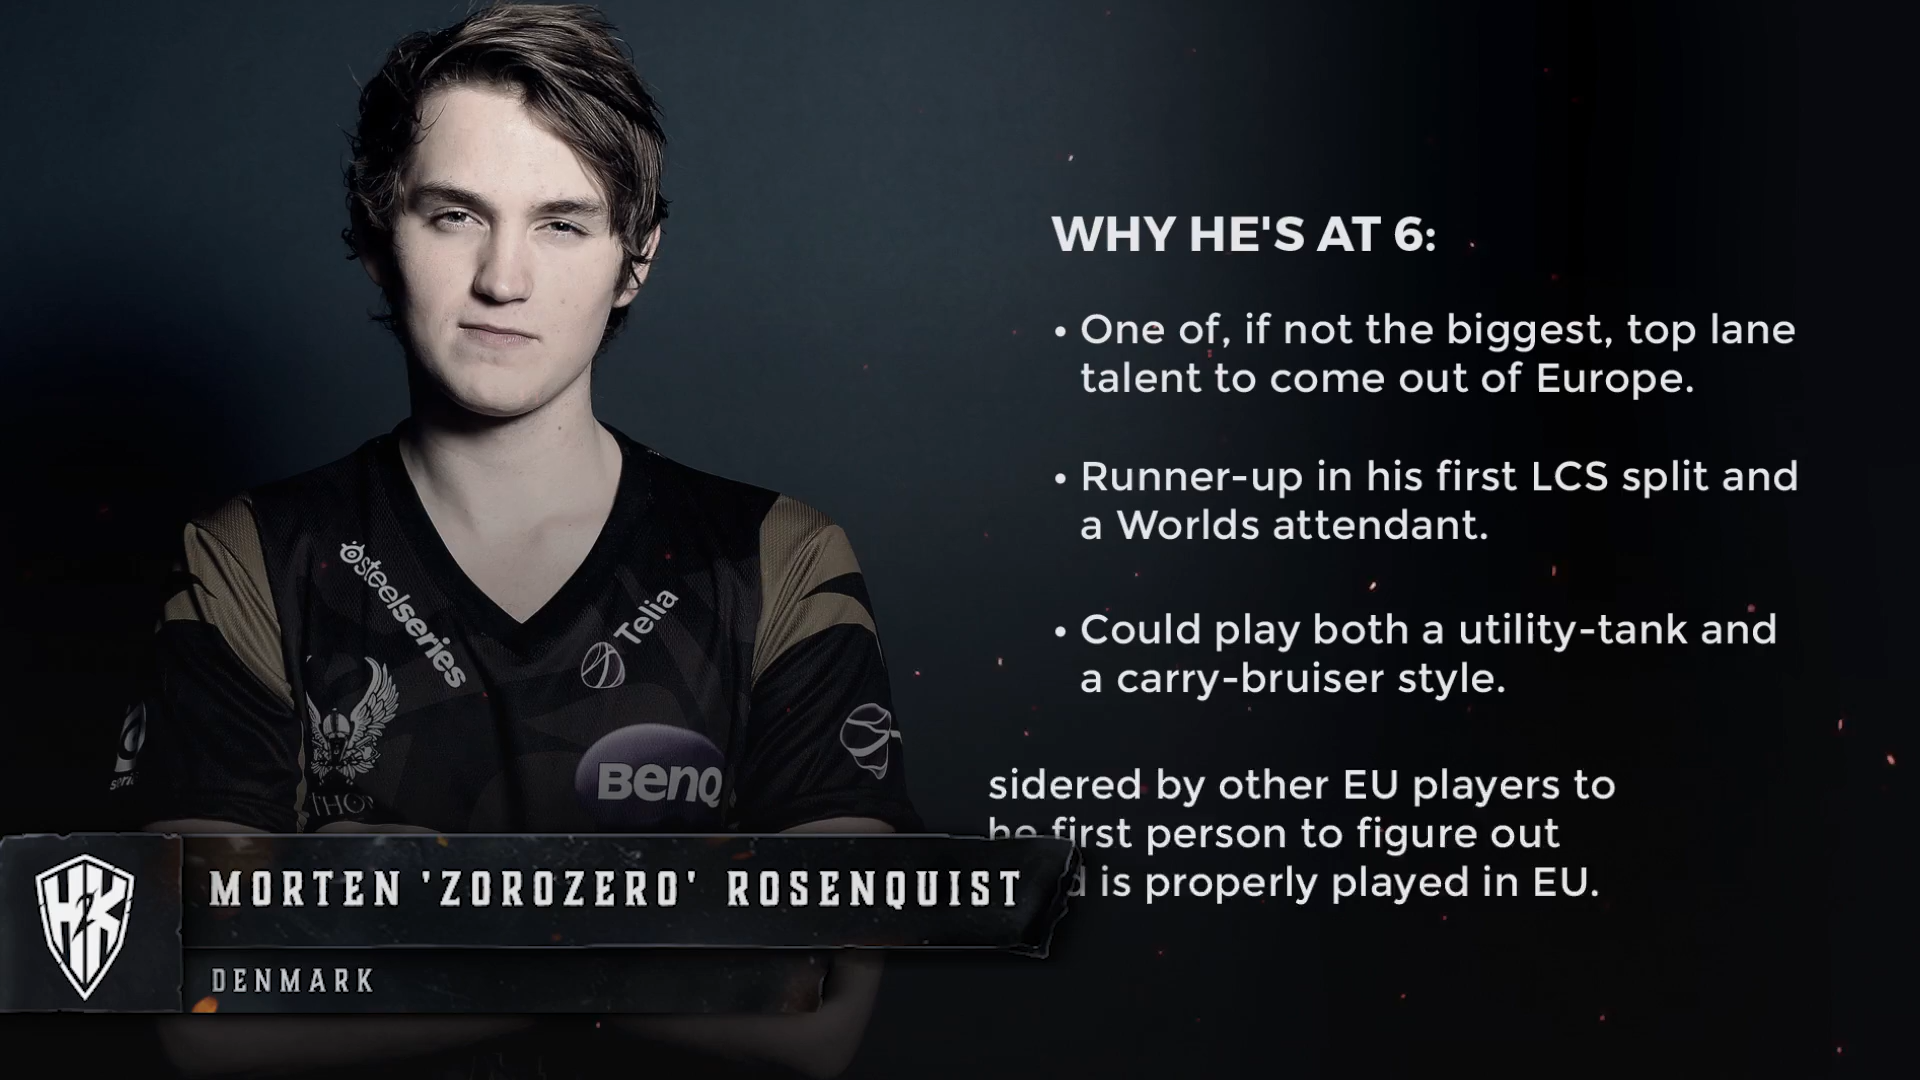 WHY HE'S AT 6:
• One of, if not the biggest, top lane
talent to come out of Europe.
• Runner-up in his first LCS split and
a Worlds attendant.
• Could play both a utility-tank and
a carry-bruiser style.
sidered by other EU players to
he first person to figure out
d is properly played in EU.
steelseries
Telia
BenQ
THOR
H2K
MORTEN 'ZOROZERO' ROSENQUIST
DENMARK